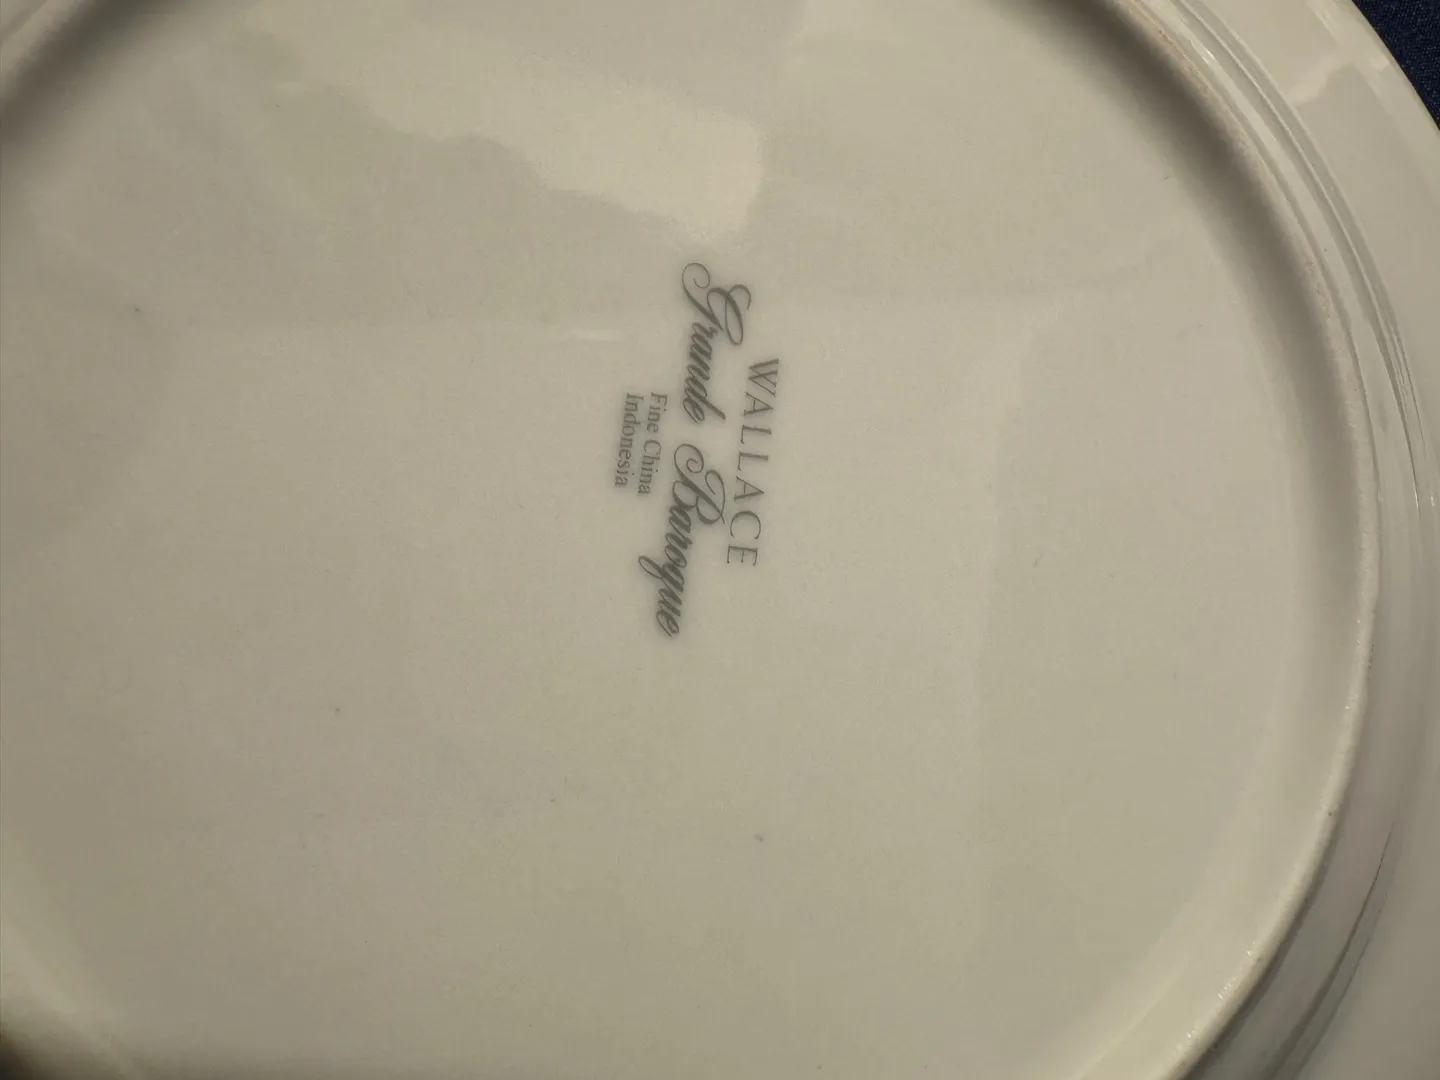 WALLACE
Grande Baroque
Fine China
Indonesia